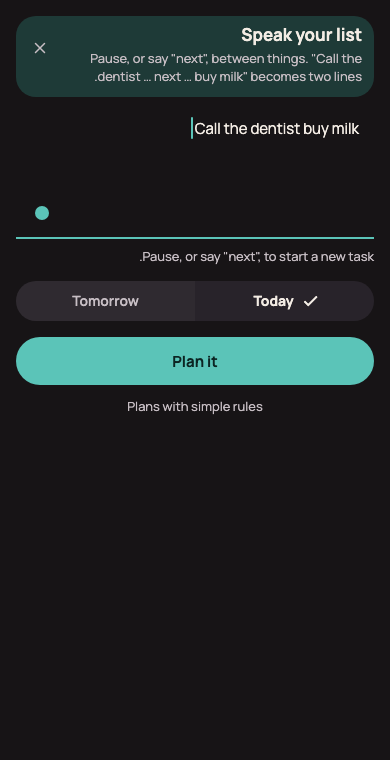 Speak your list
Pause, or say "next", between things. "Call the
dentist … next … buy milk" becomes two lines.
Call the dentist buy milk
Pause, or say "next", to start a new task.
Today
Tomorrow
Plan it
Plans with simple rules